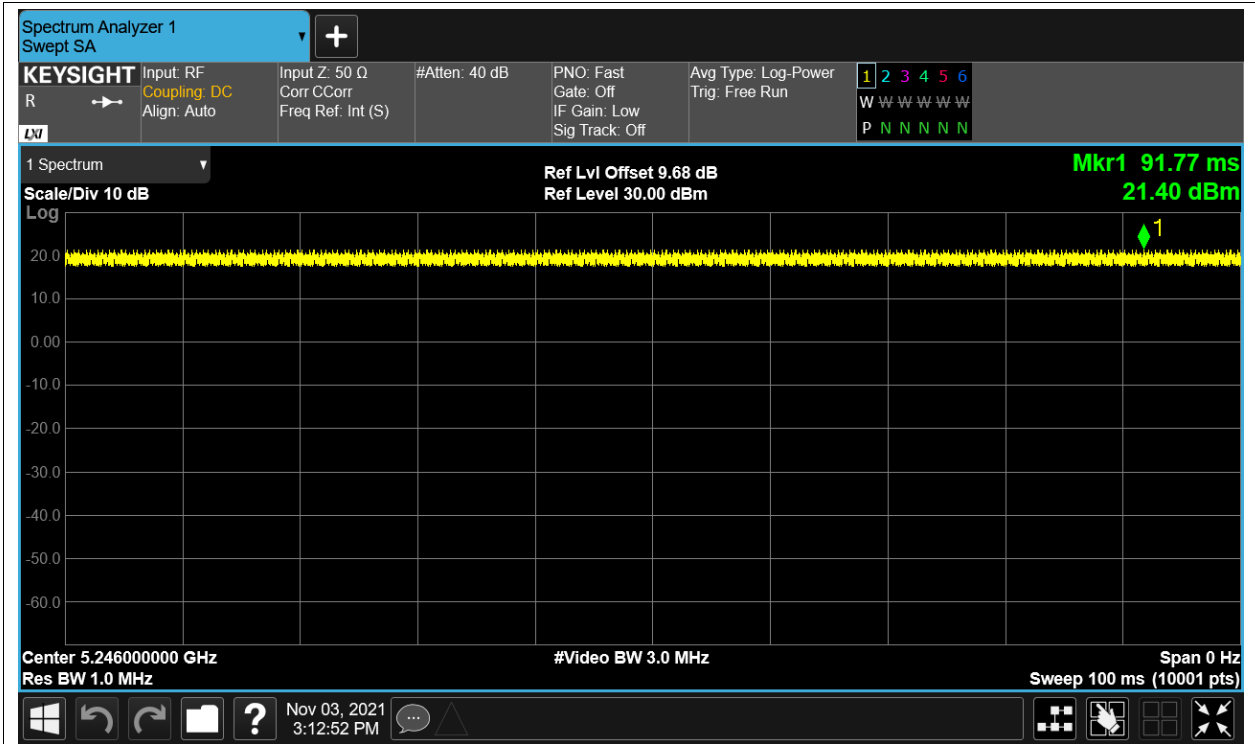 Spectrum Analyzer 1
Swept SA
+
KEYSIGHT
R
LXI
Input: RF
Coupling: DC
Align: Auto
Input Z: 50 Ω
Corr CCorr
Freq Ref: Int (S)
#Atten: 40 dB
PNO: Fast
Gate: Off
IF Gain: Low
Sig Track: Off
Avg Type: Log-Power
Trig: Free Run
1 2 3 4 5 6
W W W W W W
P N N N N N
1 Spectrum
Scale/Div 10 dB
Ref Lvl Offset 9.68 dB
Ref Level 30.00 dBm
Mkr1 91.77 ms
21.40 dBm
Log
1
20.0
10.0
0.00
-10.0
-20.0
-30.0
-40.0
-50.0
-60.0
Center 5.246000000 GHz
#Video BW 3.0 MHz
Span 0 Hz
Res BW 1.0 MHz
Sweep 100 ms (10001 pts)
?
Nov 03, 2021
3:12:52 PM